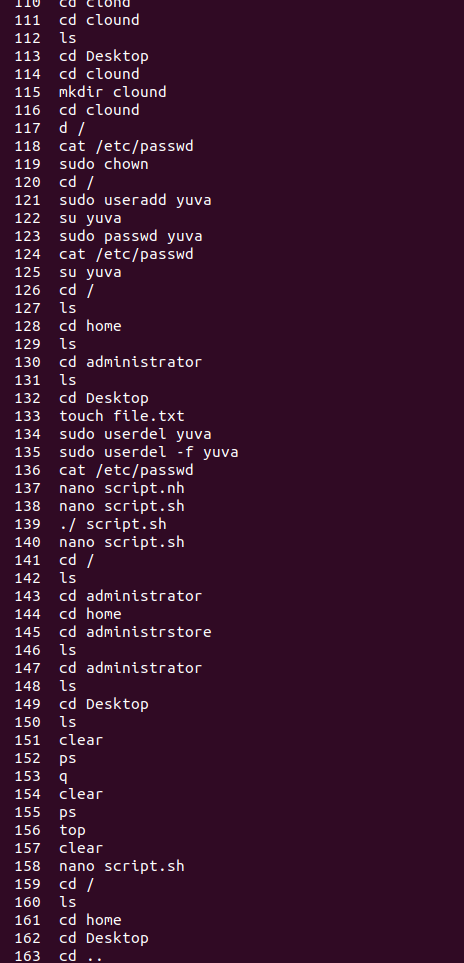 110 cd clond
111 cd clound
112 ls
113 cd Desktop
114 cd clound
115 mkdir clound
116 cd clound
117 d /
118 cat /etc/passwd
119 sudo chown
120 cd /
121 sudo useradd yuva
122 su yuva
123 sudo passwd yuva
124 cat /etc/passwd
125 su yuva
126 cd /
127 ls
128 cd home
129 ls
130 cd administrator
131 ls
132 cd Desktop
133 touch file.txt
134 sudo userdel yuva
135 sudo userdel -f yuva
136 cat /etc/passwd
137 nano script.nh
138 nano script.sh
139 ./ script.sh
140 nano script.sh
141 cd /
142 ls
143 cd administrator
144 cd home
145 cd administrstore
146 ls
147 cd administrator
148 ls
149 cd Desktop
150 ls
151 clear
152 ps
153 q
154 clear
155 ps
156 top
157 clear
158 nano script.sh
159 cd /
160 ls
161 cd home
162 cd Desktop
163 cd ..